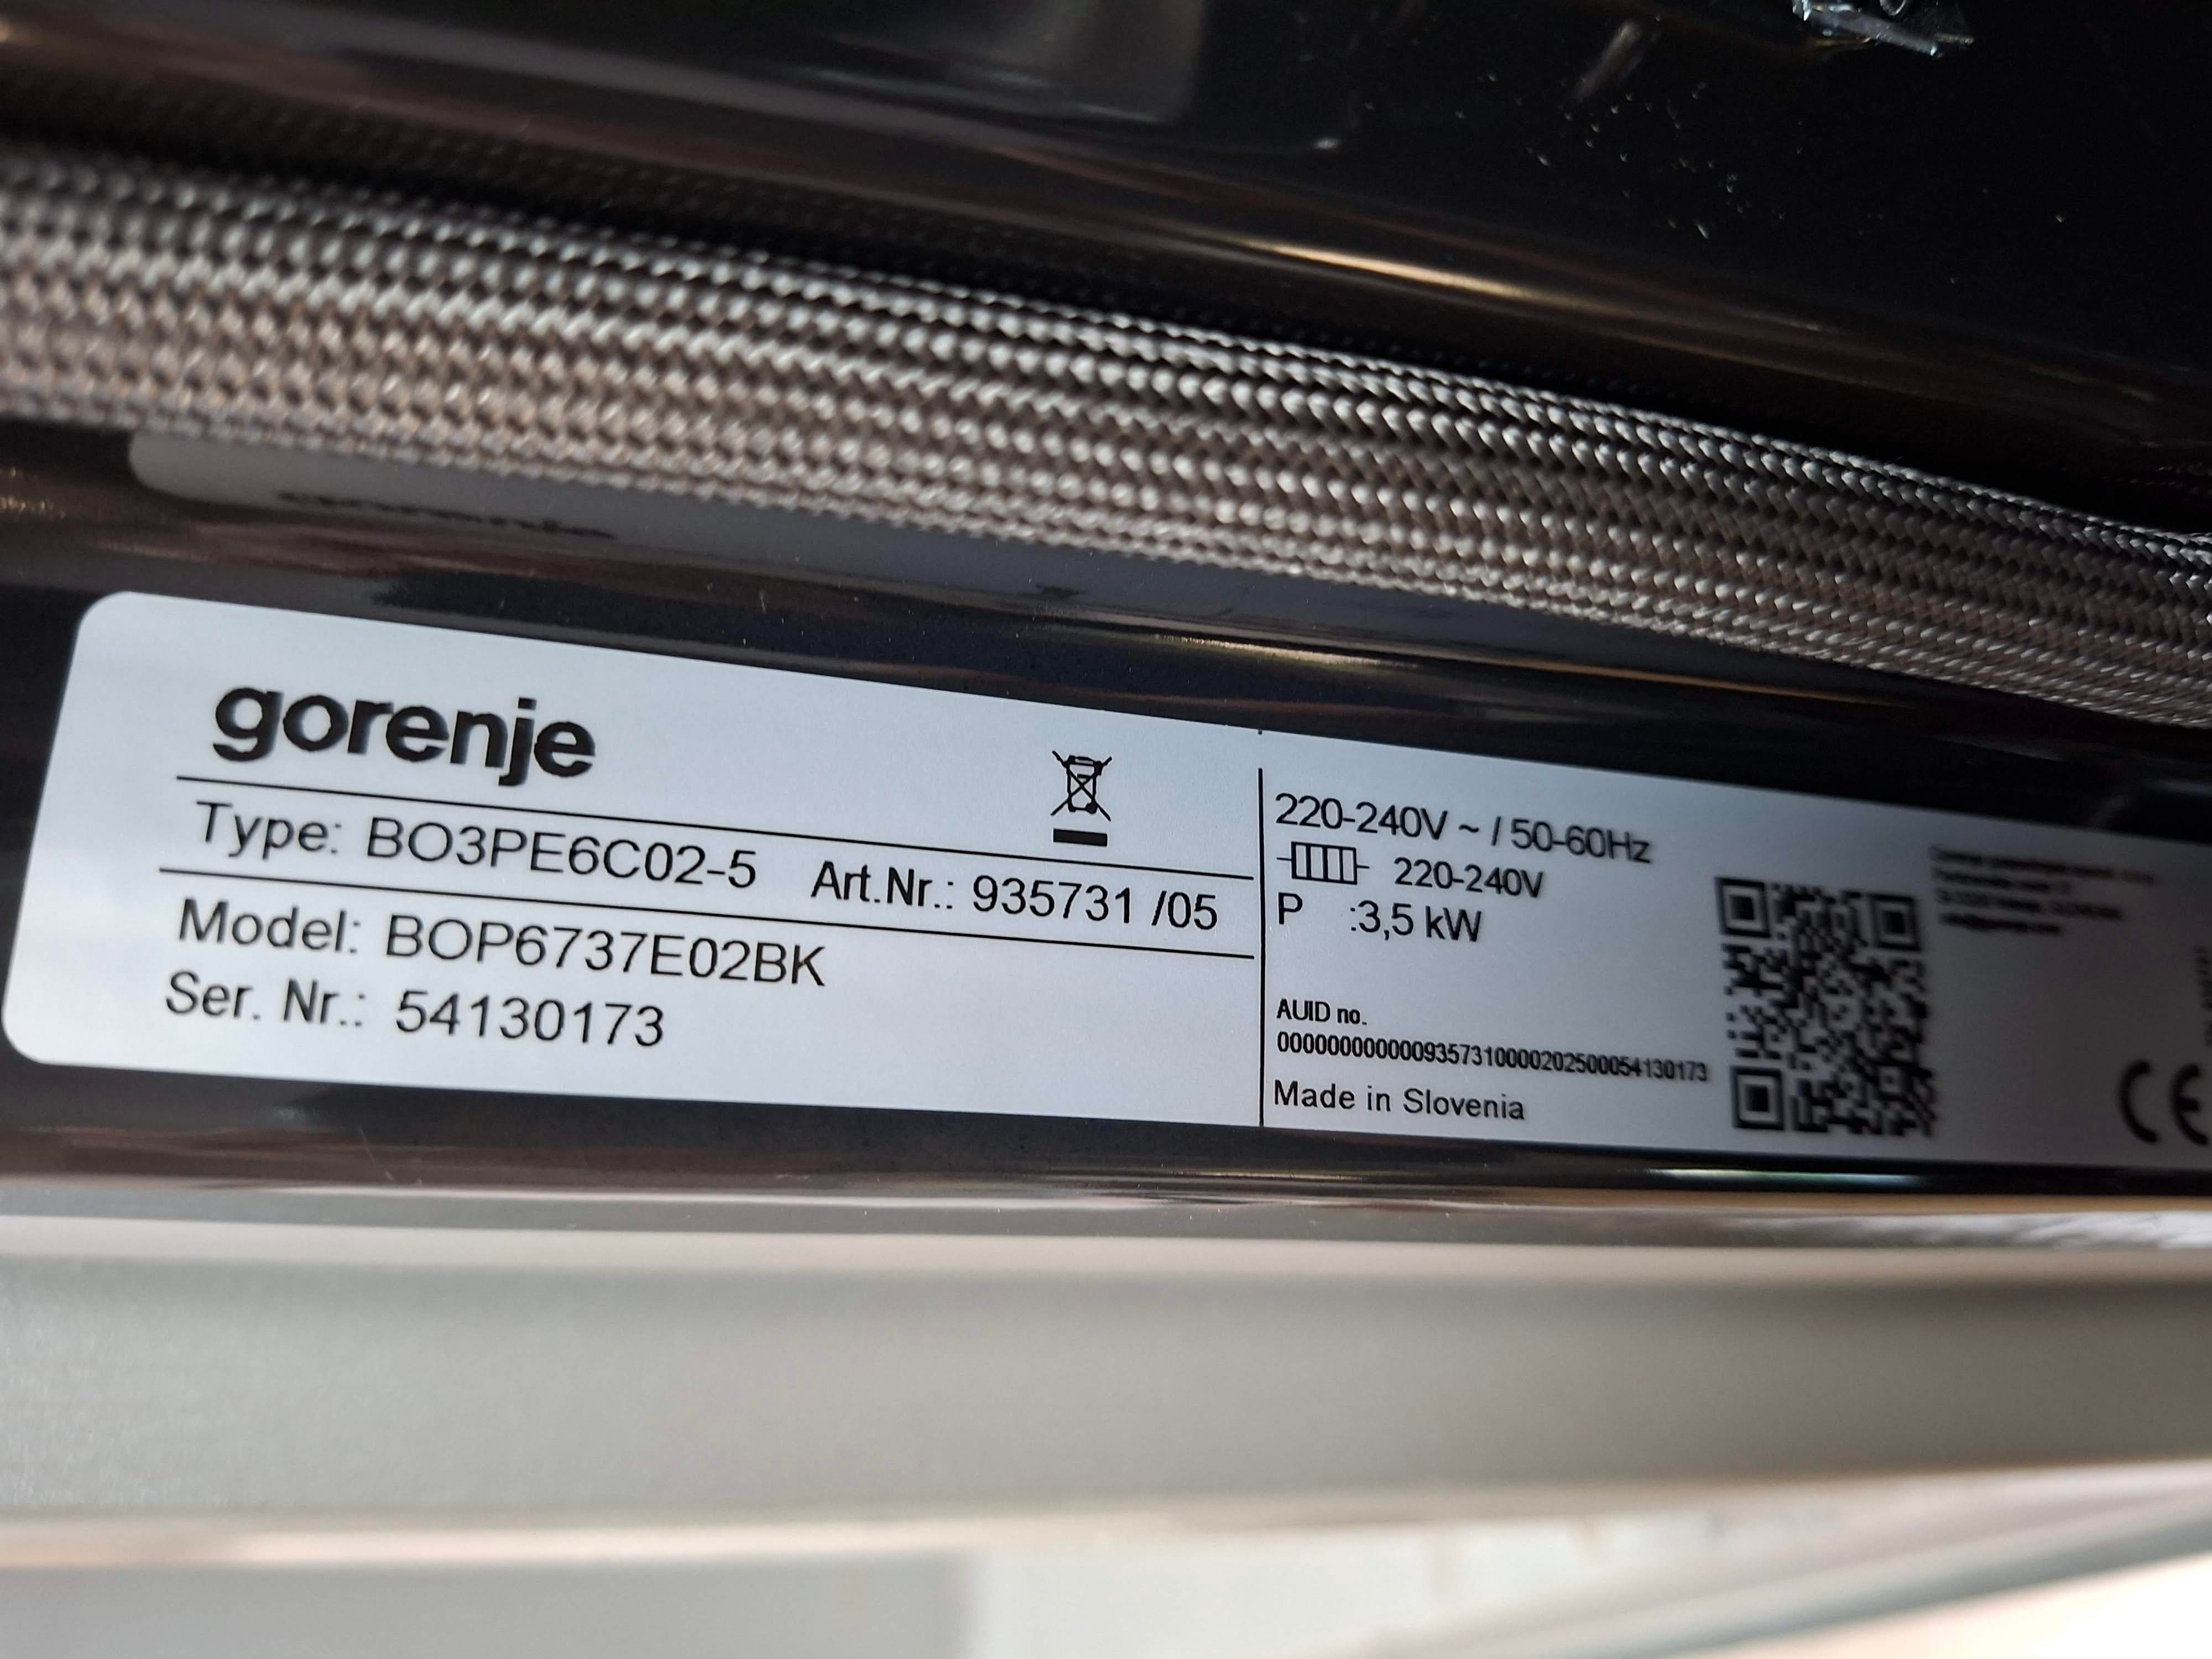 gorenje
Type: BO3PE6C02-5 Art.Nr.: 935731 /05
Model: BOP6737E02BK
Ser. Nr.: 54130173
220-240V ~ / 50-60Hz
220-240V
P :3,5 kW
AUID no.
0000000000009357310000202500054130173
Made in Slovenia
CE